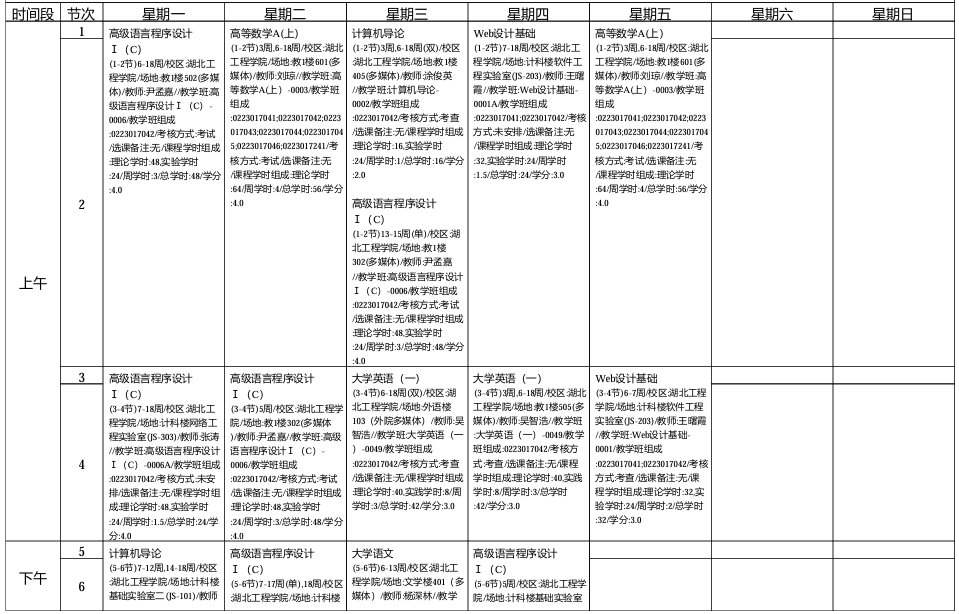 时间段 节次 星期一 星期二 星期三 星期四 星期五 星期六 星期日
上午
1
2
高级语言程序设计
Ⅰ（C）
(1-2节)6-18周/校区:湖北工
程学院/场地:教1楼502(多媒
体)/教师:尹孟嘉//教学班:高
级语言程序设计Ⅰ（C）-
0006/教学班组成
:0223017042/考核方式:考试
/选课备注:无/课程学时组成
:理论学时:48,实验学时
:24/周学时:3/总学时:48/学分
:4.0
高等数学A(上)
(1-2节)3周,6-18周/校区:湖北
工程学院/场地:教1楼601(多
媒体)/教师:刘琼//教学班:高
等数学A(上）-0003/教学班
组成
:0223017041;0223017042;0223
017043;0223017044;022301704
5;0223017046;0223017241/考
核方式:考试/选课备注:无
/课程学时组成:理论学时
:64/周学时:4/总学时:56/学分
:4.0
计算机导论
(1-2节)3周,6-18周(双)/校区
:湖北工程学院/场地:教1楼
405(多媒体)/教师:涂俊英
//教学班:计算机导论-
0002/教学班组成
:0223017042/考核方式:考查
/选课备注:无/课程学时组成
:理论学时:16,实验学时
:24/周学时:1/总学时:16/学分
:2.0
高级语言程序设计
Ⅰ（C）
(1-2节)13-15周(单)/校区:湖
北工程学院/场地:教1楼
302(多媒体)/教师:尹孟嘉
//教学班:高级语言程序设计
Ⅰ（C）-0006/教学班组成
:0223017042/考核方式:考试
/选课备注:无/课程学时组成
:理论学时:48,实验学时
:24/周学时:3/总学时:48/学分
:4.0
Web设计基础
(1-2节)7-18周/校区:湖北工
程学院/场地:计科楼软件工
程实验室(JS-203)/教师:王曙
霞//教学班:Web设计基础-
0001A/教学班组成
:0223017041;0223017042/考核
方式:未安排/选课备注:无
/课程学时组成:理论学时
:32,实验学时:24/周学时
:1.5/总学时:24/学分:3.0
高等数学A(上)
(1-2节)3周,6-18周/校区:湖北
工程学院/场地:教1楼601(多
媒体)/教师:刘琼//教学班:高
等数学A(上）-0003/教学班
组成
:0223017041;0223017042;0223
017043;0223017044;022301704
5;0223017046;0223017241/考
核方式:考试/选课备注:无
/课程学时组成:理论学时
:64/周学时:4/总学时:56/学分
:4.0
3
4
高级语言程序设计
Ⅰ（C）
(3-4节)7-18周/校区:湖北工
程学院/场地:计科楼网络工
程实验室(JS-303)/教师:张涛
//教学班:高级语言程序设计
Ⅰ（C）-0006A/教学班组成
:0223017042/考核方式:未安
排/选课备注:无/课程学时组
成:理论学时:48,实验学时
:24/周学时:1.5/总学时:24/学
分:4.0
高级语言程序设计
Ⅰ（C）
(3-4节)5周/校区:湖北工程学
院/场地:教1楼302(多媒体
)/教师:尹孟嘉//教学班:高级
语言程序设计Ⅰ（C）-
0006/教学班组成
:0223017042/考核方式:考试
/选课备注:无/课程学时组成
:理论学时:48,实验学时
:24/周学时:3/总学时:48/学分
:4.0
大学英语（一）
(3-4节)6-18周(双)/校区:湖
北工程学院/场地:外语楼
103（外院多媒体）/教师:吴
智浩//教学班:大学英语（一
）-0049/教学班组成
:0223017042/考核方式:考查
/选课备注:无/课程学时组成
:理论学时:40,实践学时:8/周
学时:3/总学时:42/学分:3.0
大学英语（一）
(3-4节)3周,6-18周/校区:湖北
工程学院/场地:教1楼505(多
媒体)/教师:吴智浩//教学班
:大学英语（一）-0049/教学
班组成:0223017042/考核方
式:考查/选课备注:无/课程
学时组成:理论学时:40,实践
学时:8/周学时:3/总学时
:42/学分:3.0
Web设计基础
(3-4节)6-7周/校区:湖北工程
学院/场地:计科楼软件工程
实验室(JS-203)/教师:王曙霞
//教学班:Web设计基础-
0001/教学班组成
:0223017041;0223017042/考核
方式:考查/选课备注:无/课
程学时组成:理论学时:32,实
验学时:24/周学时:2/总学时
:32/学分:3.0
下午
5
6
计算机导论
(5-6节)7-12周,14-18周/校区
:湖北工程学院/场地:计科楼
基础实验室二(JS-101)/教师
高级语言程序设计
Ⅰ（C）
(5-6节)7-17周(单),18周/校区
:湖北工程学院/场地:计科楼
大学语文
(5-6节)6-13周/校区:湖北工
程学院/场地:文学楼401（多
媒体）/教师:杨深林//教学
高级语言程序设计
Ⅰ（C）
(5-6节)5周/校区:湖北工程学
院/场地:计科楼基础实验室